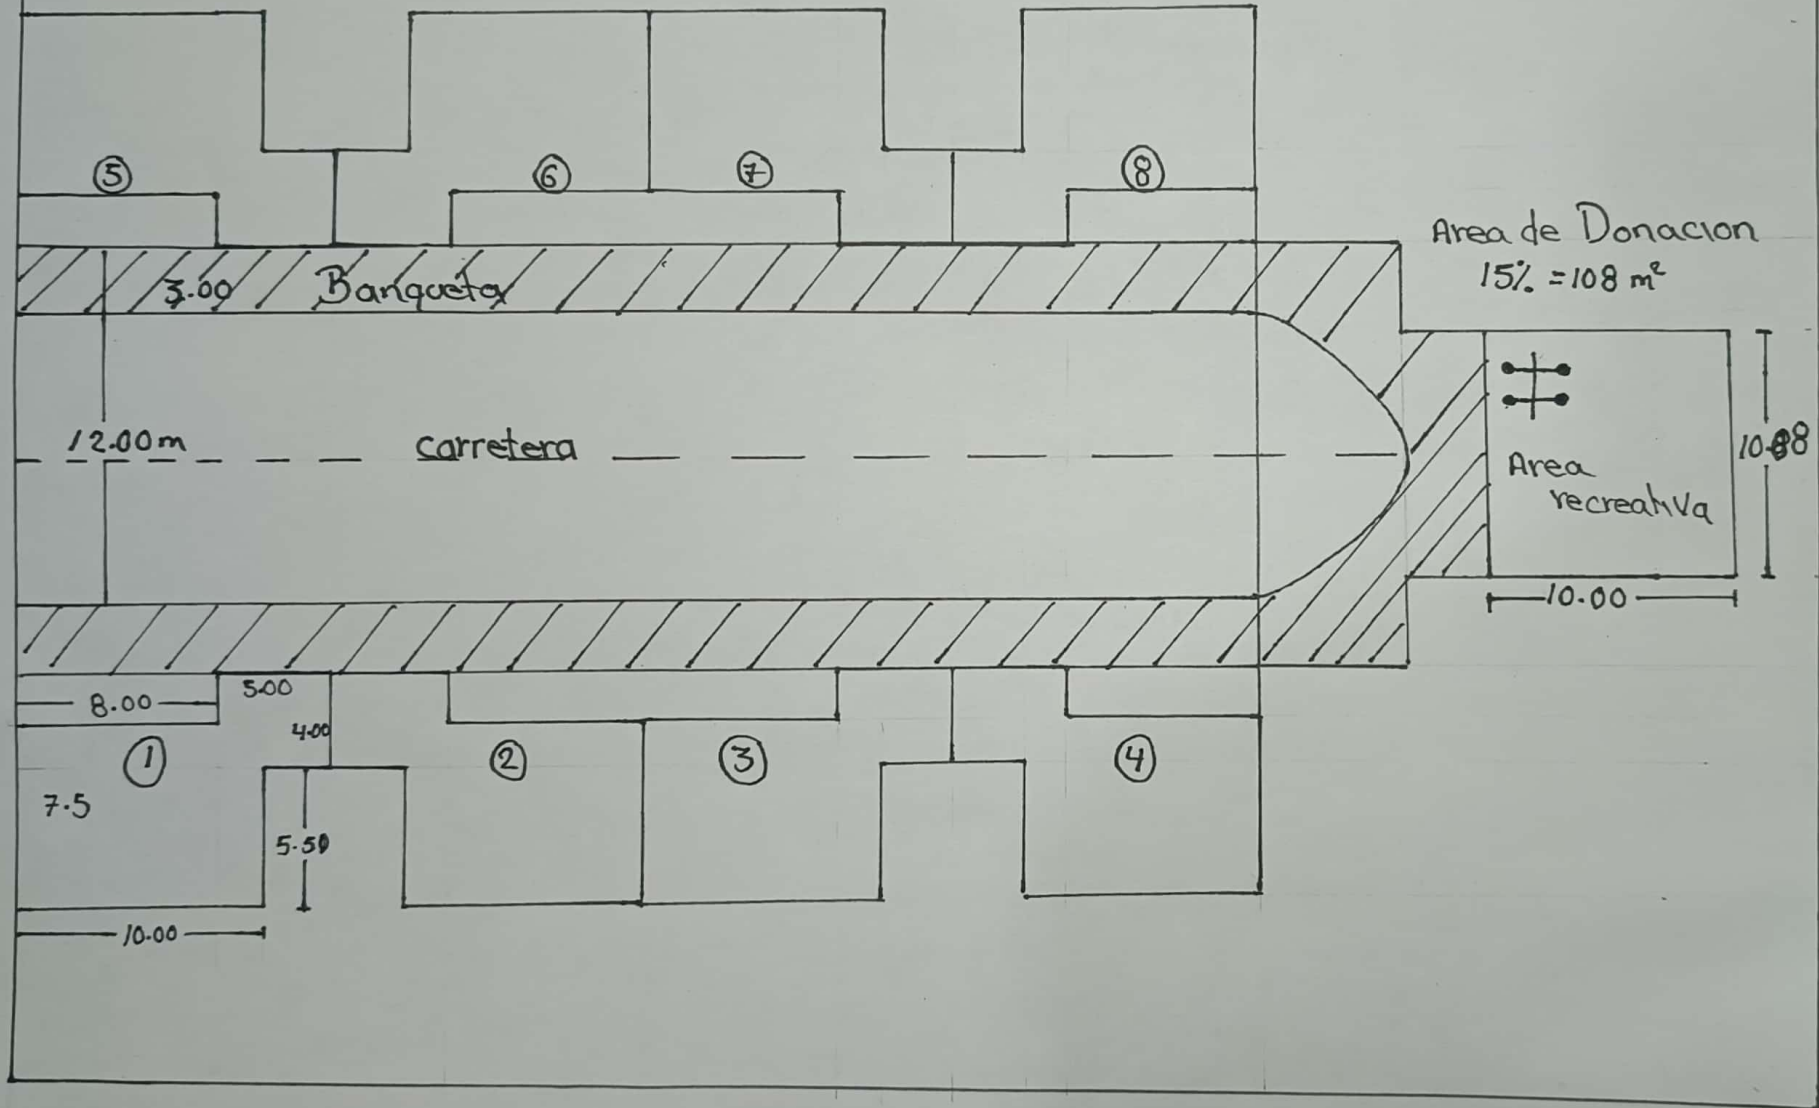 ⑤
⑥
⑦
⑧
Area de Donacion
15% = 108 m²
3.00
Banqueta
12.00m
carretera
Area
recreativa
10.00
8.00
5.00
4.00
①
②
③
④
7.5
5.50
10.00